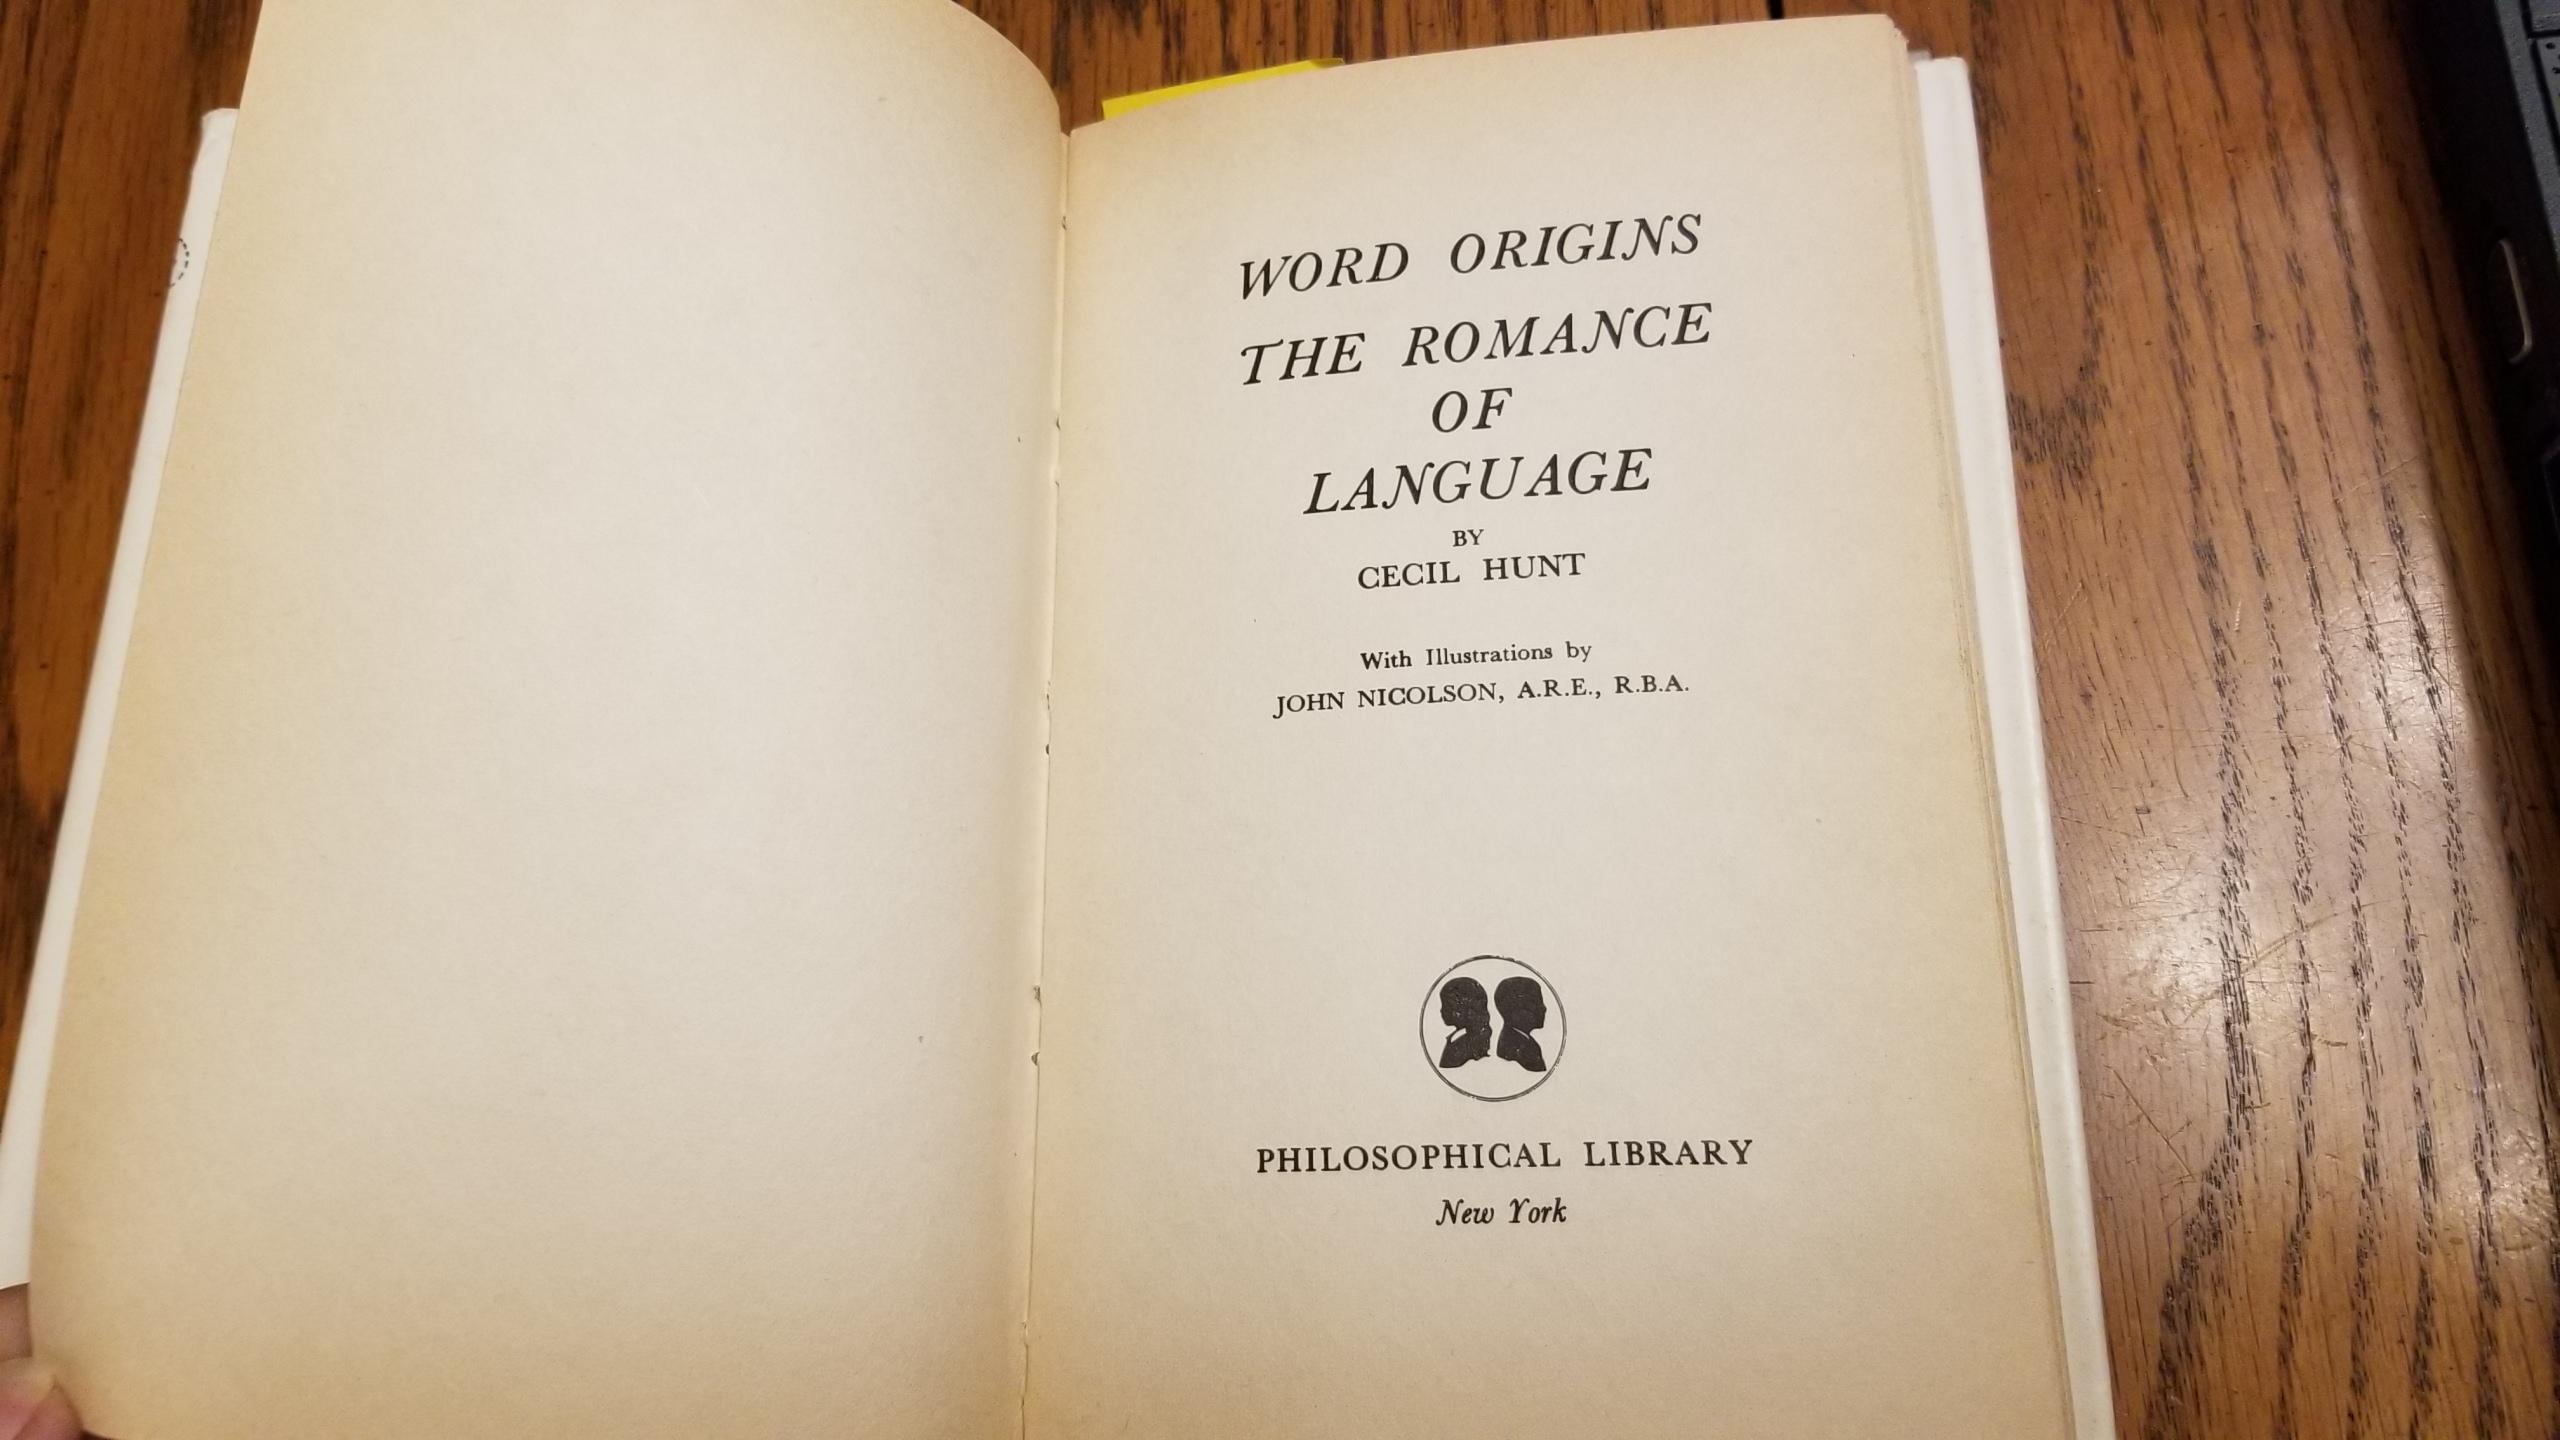 WORD ORIGINS
THE ROMANCE
OF
LANGUAGE
BY
CECIL HUNT
With Illustrations by
JOHN NICOLSON, A.R.E., R.B.A.
PHILOSOPHICAL LIBRARY
New York